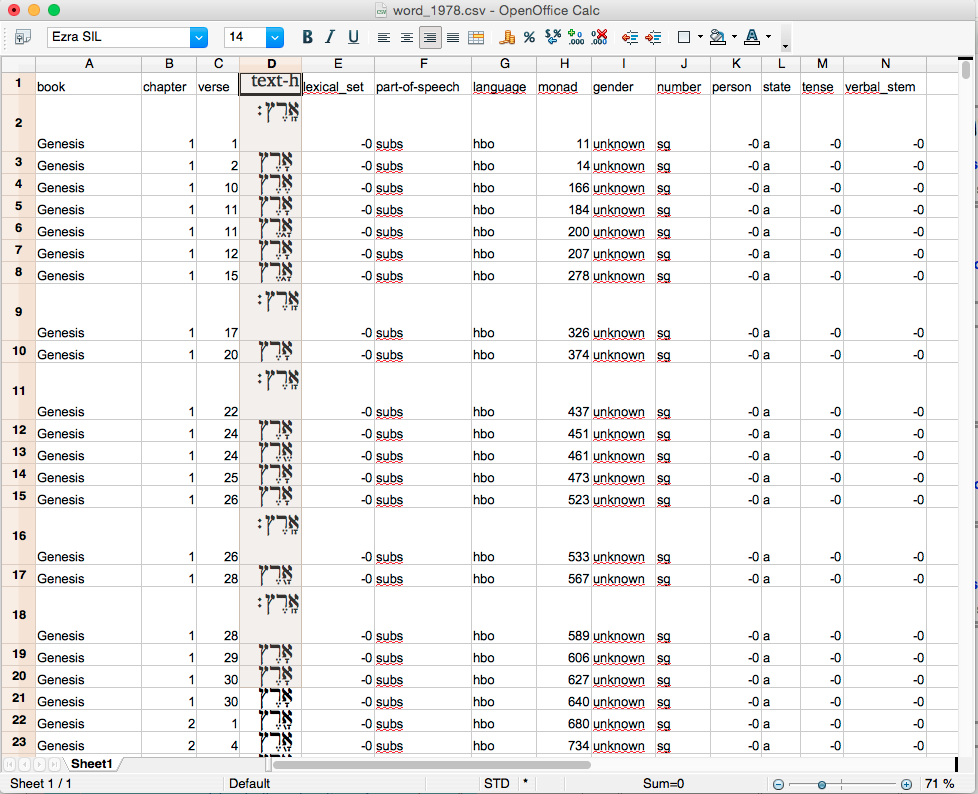 word_1978.csv - OpenOffice Calc
Ezra SIL 14 B I U
A B C D E F G H I J K L M N
1 book chapter verse text-h lexical_set part-of-speech language monad gender number person state tense verbal_stem
2 Genesis 1 1 אָֽרֶץ׃ -0 subs hbo 11 unknown sg -0 a -0 -0
3 Genesis 1 2 אָרֶץ -0 subs hbo 14 unknown sg -0 a -0 -0
4 Genesis 1 10 אֶרֶץ -0 subs hbo 166 unknown sg -0 a -0 -0
5 Genesis 1 11 אָרֶץ -0 subs hbo 184 unknown sg -0 a -0 -0
6 Genesis 1 11 אָ֑רֶץ -0 subs hbo 200 unknown sg -0 a -0 -0
7 Genesis 1 12 אָרֶץ -0 subs hbo 207 unknown sg -0 a -0 -0
8 Genesis 1 15 אָ֑רֶץ -0 subs hbo 278 unknown sg -0 a -0 -0
9 Genesis 1 17 אָֽרֶץ׃ -0 subs hbo 326 unknown sg -0 a -0 -0
10 Genesis 1 20 אָרֶץ -0 subs hbo 374 unknown sg -0 a -0 -0
11 Genesis 1 22 אָֽרֶץ׃ -0 subs hbo 437 unknown sg -0 a -0 -0
12 Genesis 1 24 אָרֶץ -0 subs hbo 451 unknown sg -0 a -0 -0
13 Genesis 1 24 אֶ֖רֶץ -0 subs hbo 461 unknown sg -0 a -0 -0
14 Genesis 1 25 אָרֶץ -0 subs hbo 473 unknown sg -0 a -0 -0
15 Genesis 1 26 אָרֶץ -0 subs hbo 523 unknown sg -0 a -0 -0
16 Genesis 1 26 אָֽרֶץ׃ -0 subs hbo 533 unknown sg -0 a -0 -0
17 Genesis 1 28 אָ֖רֶץ -0 subs hbo 567 unknown sg -0 a -0 -0
18 Genesis 1 28 אָֽרֶץ׃ -0 subs hbo 589 unknown sg -0 a -0 -0
19 Genesis 1 29 אָרֶץ -0 subs hbo 606 unknown sg -0 a -0 -0
20 Genesis 1 30 אָרֶץ -0 subs hbo 627 unknown sg -0 a -0 -0
21 Genesis 1 30 אָרֶץ -0 subs hbo 640 unknown sg -0 a -0 -0
22 Genesis 2 1 אָ֖רֶץ -0 subs hbo 680 unknown sg -0 a -0 -0
23 Genesis 2 4 אָ֖רֶץ -0 subs hbo 734 unknown sg -0 a -0 -0
Sheet1
Sheet 1 / 1 Default STD * Sum=0 71 %